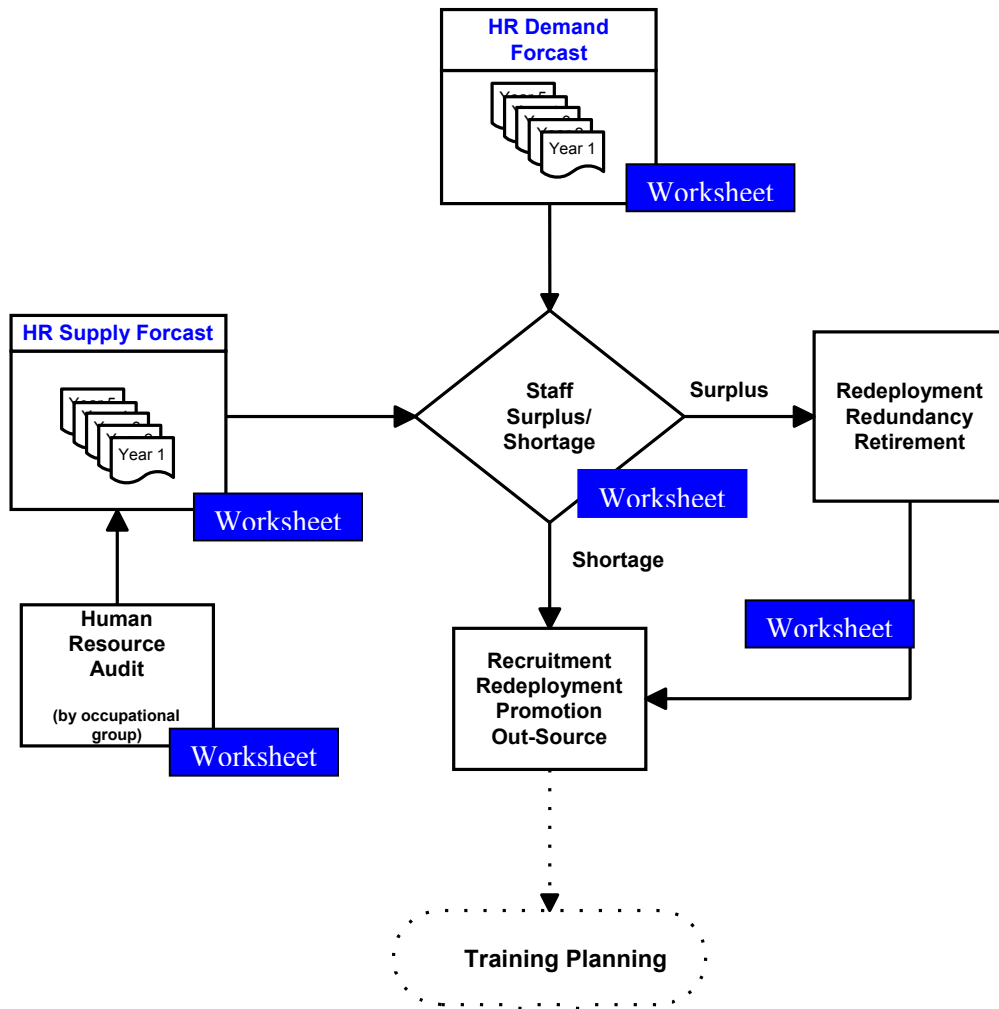 HR Demand
Forcast
Year 1
Worksheet
HR Supply Forcast
Year 1
Worksheet
Staff
Surplus/
Shortage
Worksheet
Surplus
Redeployment
Redundancy
Retirement
Shortage
Worksheet
Human
Resource
Audit
(by occupational
group)
Worksheet
Recruitment
Redeployment
Promotion
Out-Source
Training Planning